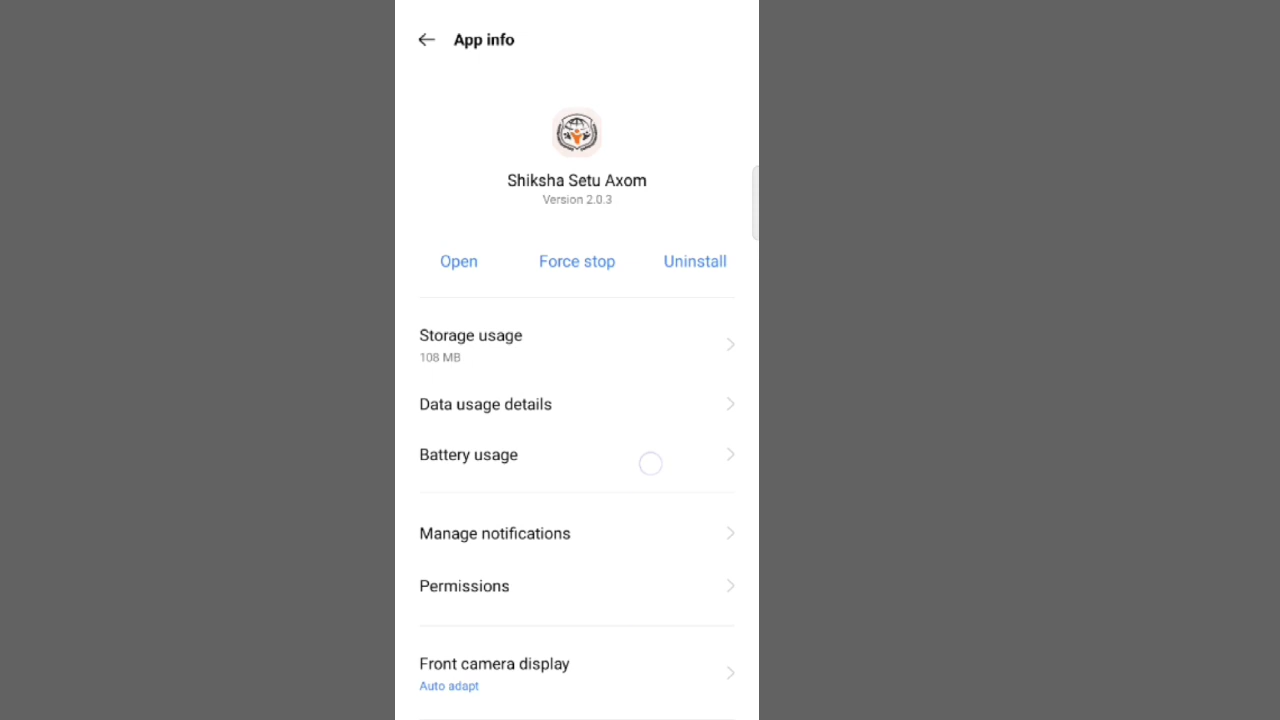 App info
Shiksha Setu Axom
Version 2.0.3
Open
Force stop
Uninstall
Storage usage
108 MB
Data usage details
Battery usage
Manage notifications
Permissions
Front camera display
Auto adapt